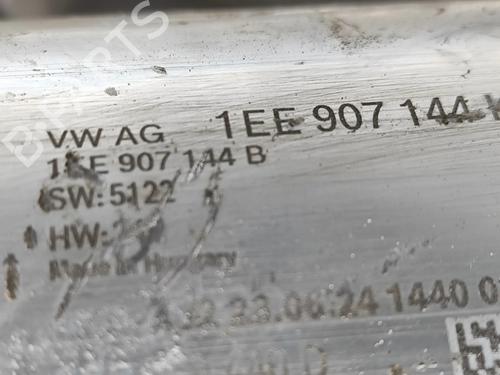 1EE 907 144
VW AG
1EE 907 144 B
SW: 5122
HW:
Made in Hungary
23.06.24 1440